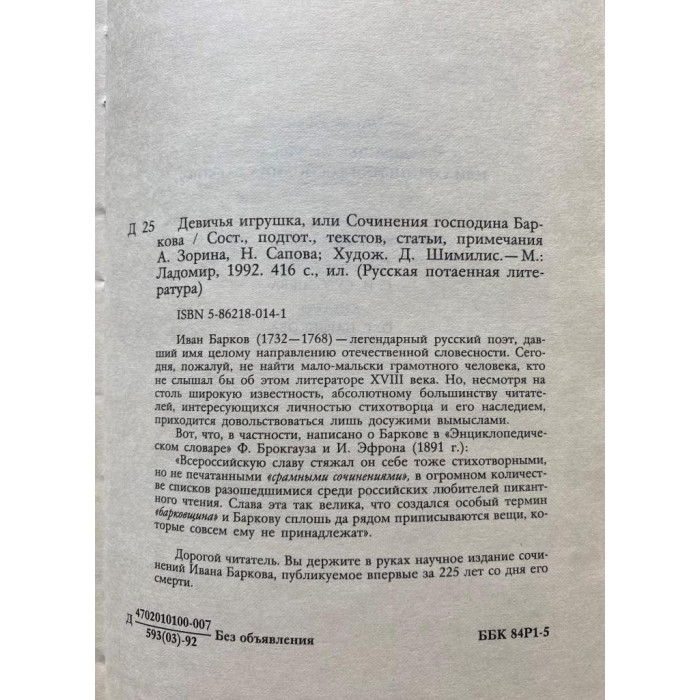 Д 25 Девичья игрушка, или Сочинения господина Бар-
кова / Сост., подгот., текстов, статьи, примечания
А. Зорина, Н. Сапова; Худож. Д. Шимилис.— М.:
Ладомир, 1992. 416 с., ил. (Русская потаенная лите-
ратура)
ISBN 5-86218-014-1
Иван Барков (1732—1768) — легендарный русский поэт, дав-
ший имя целому направлению отечественной словесности. Сего-
дня, пожалуй, не найти мало-мальски грамотного человека, кто
не слышал бы об этом литераторе XVIII века. Но, несмотря на
столь широкую известность, абсолютному большинству читате-
лей, интересующихся личностью стихотворца и его наследием,
приходится довольствоваться лишь досужими вымыслами.
Вот, что, в частности, написано о Баркове в «Энциклопедичес-
ком словаре» Ф. Брокгауза и И. Эфрона (1891 г.):
«Всероссийскую славу стяжал он себе тоже стихотворными,
но не печатанными «срамными сочинениями», в огромном количес-
тве списков разошедшимися среди российских любителей пикант-
ного чтения. Слава эта так велика, что создался особый термин
«барковщина» и Баркову сплошь да рядом приписываются вещи, ко-
торые совсем ему не принадлежат».
Дорогой читатель. Вы держите в руках научное издание сочи-
нений Ивана Баркова, публикуемое впервые за 225 лет со дня его
смерти.
Д 4702010100-007
593(03)-92 Без объявления ББК 84Р1-5